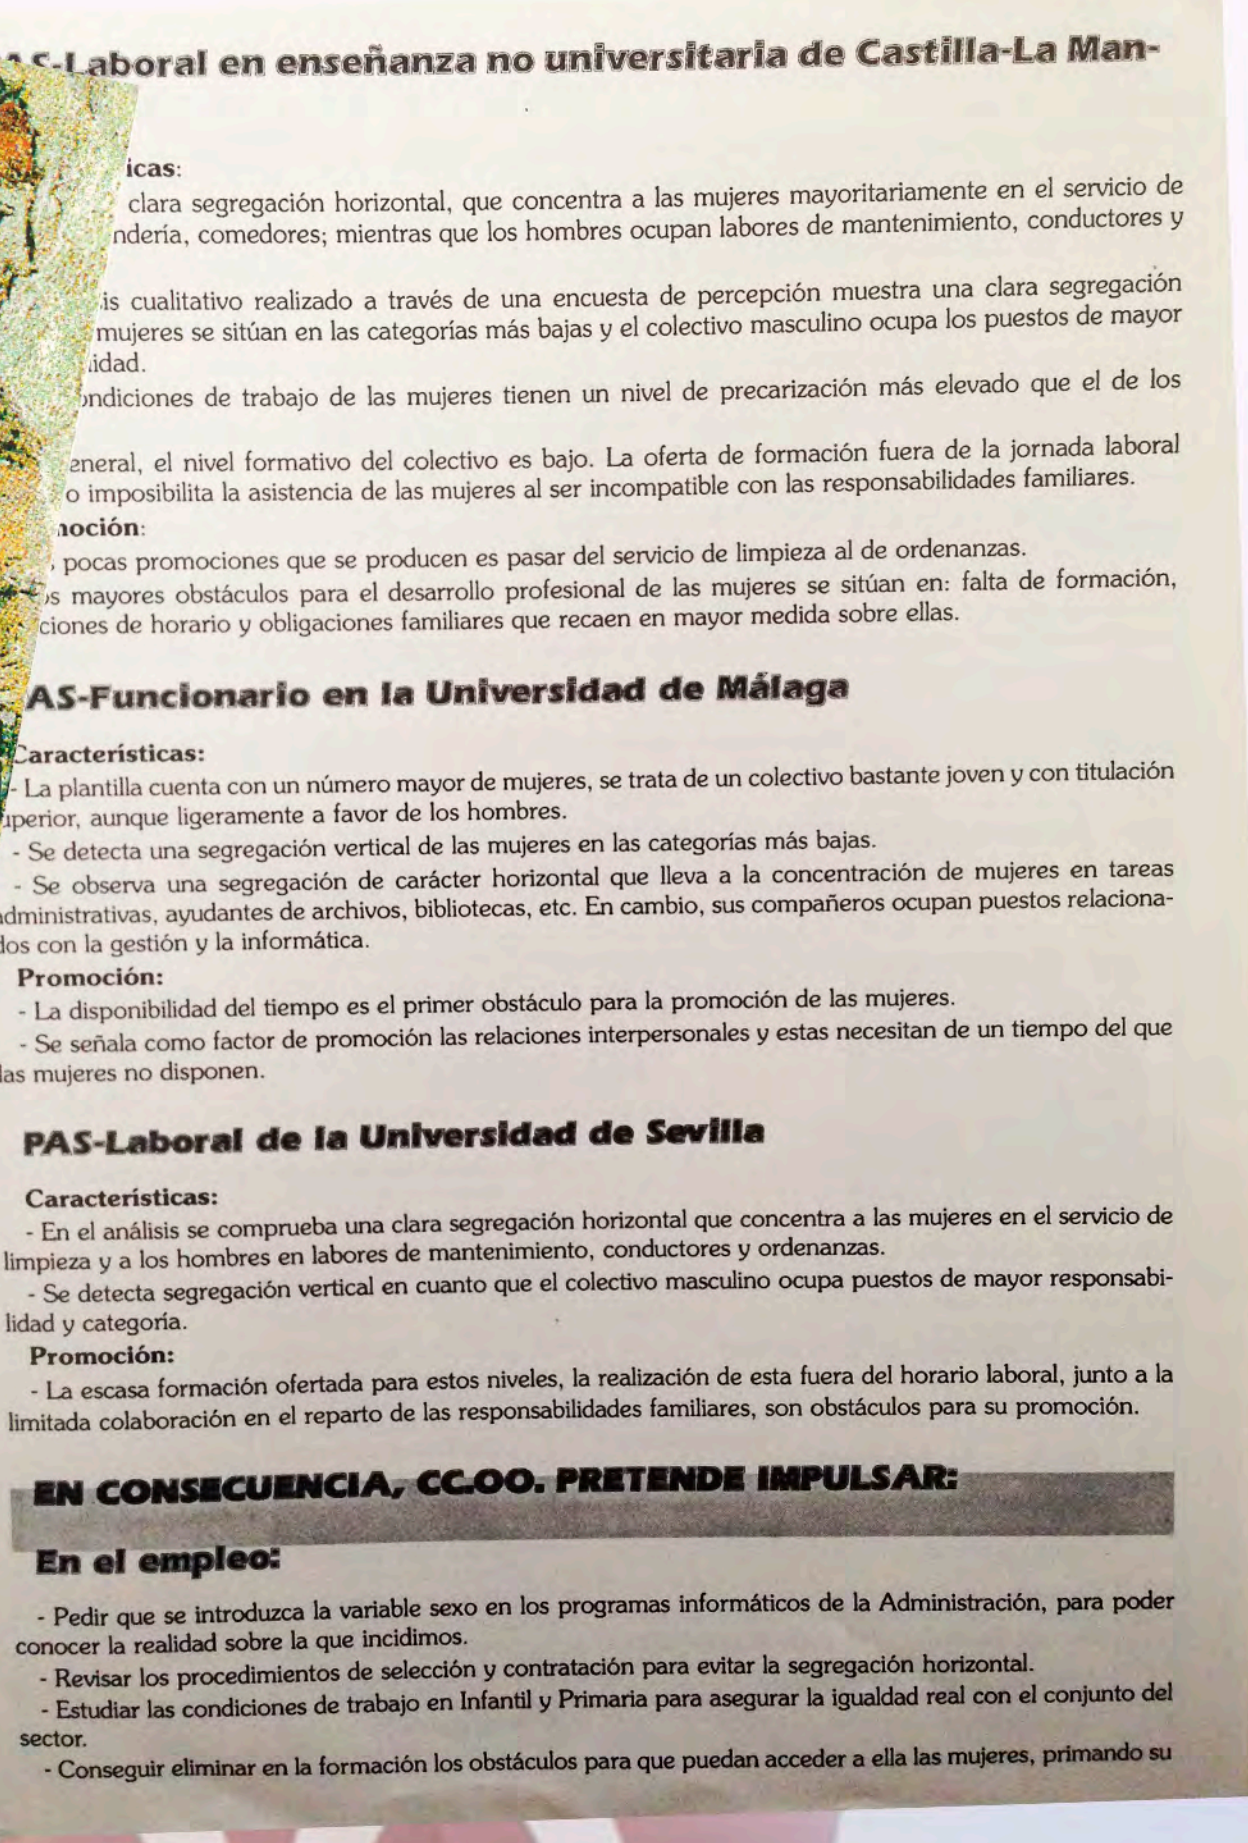 AS-Laboral en enseñanza no universitaria de Castilla-La Man-
icas:
clara segregación horizontal, que concentra a las mujeres mayoritariamente en el servicio de
ndería, comedores; mientras que los hombres ocupan labores de mantenimiento, conductores y
is cualitativo realizado a través de una encuesta de percepción muestra una clara segregación
mujeres se sitúan en las categorías más bajas y el colectivo masculino ocupa los puestos de mayor
idad.
ondiciones de trabajo de las mujeres tienen un nivel de precarización más elevado que el de los
eneral, el nivel formativo del colectivo es bajo. La oferta de formación fuera de la jornada laboral
o imposibilita la asistencia de las mujeres al ser incompatible con las responsabilidades familiares.
moción:
pocas promociones que se producen es pasar del servicio de limpieza al de ordenanzas.
os mayores obstáculos para el desarrollo profesional de las mujeres se sitúan en: falta de formación,
ciones de horario y obligaciones familiares que recaen en mayor medida sobre ellas.
AS-Funcionario en la Universidad de Málaga
Características:
- La plantilla cuenta con un número mayor de mujeres, se trata de un colectivo bastante joven y con titulación
uperior, aunque ligeramente a favor de los hombres.
- Se detecta una segregación vertical de las mujeres en las categorías más bajas.
- Se observa una segregación de carácter horizontal que lleva a la concentración de mujeres en tareas
administrativas, ayudantes de archivos, bibliotecas, etc. En cambio, sus compañeros ocupan puestos relaciona-
dos con la gestión y la informática.
Promoción:
- La disponibilidad del tiempo es el primer obstáculo para la promoción de las mujeres.
- Se señala como factor de promoción las relaciones interpersonales y estas necesitan de un tiempo del que
las mujeres no disponen.
PAS-Laboral de la Universidad de Sevilla
Características:
- En el análisis se comprueba una clara segregación horizontal que concentra a las mujeres en el servicio de
limpieza y a los hombres en labores de mantenimiento, conductores y ordenanzas.
- Se detecta segregación vertical en cuanto que el colectivo masculino ocupa puestos de mayor responsabi-
lidad y categoría.
Promoción:
- La escasa formación ofertada para estos niveles, la realización de esta fuera del horario laboral, junto a la
limitada colaboración en el reparto de las responsabilidades familiares, son obstáculos para su promoción.
EN CONSECUENCIA, CC.OO. PRETENDE IMPULSAR:
En el empleo:
- Pedir que se introduzca la variable sexo en los programas informáticos de la Administración, para poder
conocer la realidad sobre la que incidimos.
- Revisar los procedimientos de selección y contratación para evitar la segregación horizontal.
- Estudiar las condiciones de trabajo en Infantil y Primaria para asegurar la igualdad real con el conjunto del
sector.
- Conseguir eliminar en la formación los obstáculos para que puedan acceder a ella las mujeres, primando su